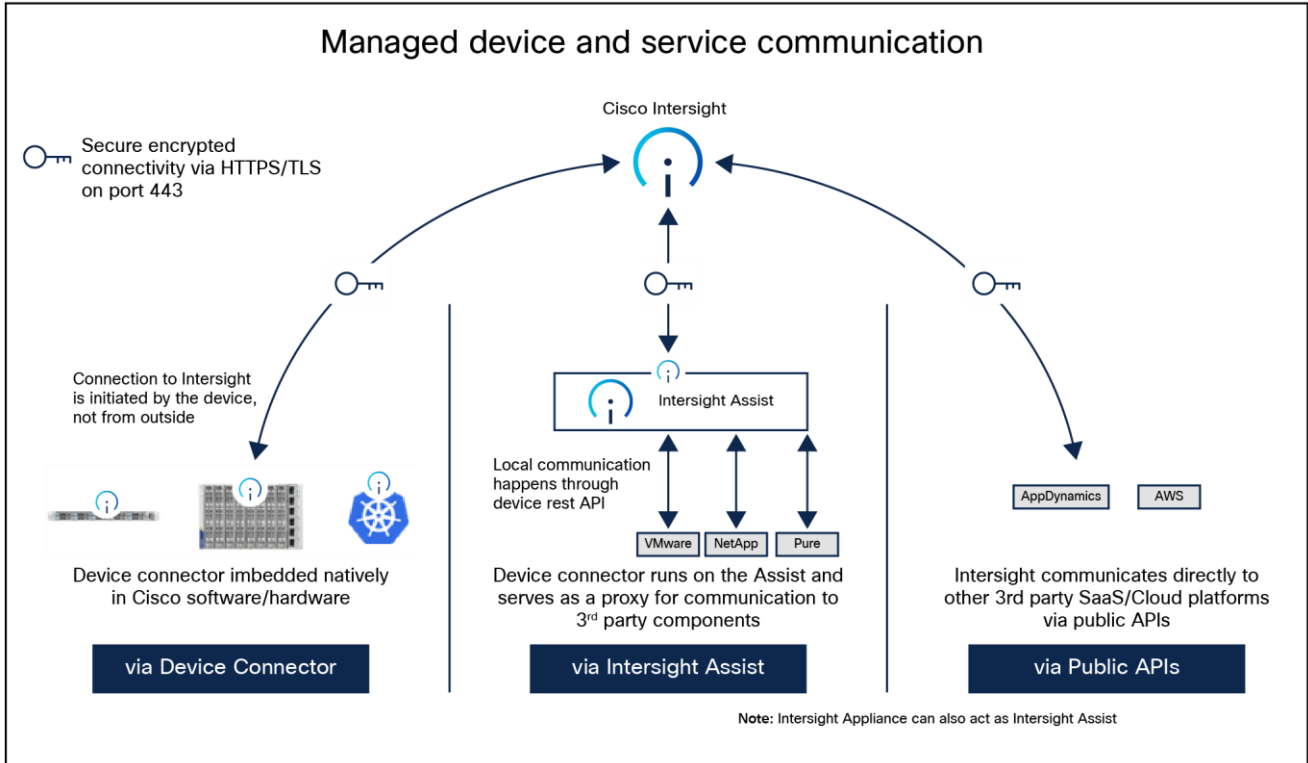 Managed device and service communication
Cisco Intersight
Secure encrypted
connectivity via HTTPS/TLS
on port 443
Connection to Intersight
is initiated by the device,
not from outside
Device connector imbedded natively
in Cisco software/hardware
via Device Connector
Intersight Assist
Local communication
happens through
device rest API
VMware
NetApp
Pure
Device connector runs on the Assist and
serves as a proxy for communication to
3rd party components
via Intersight Assist
AppDynamics
AWS
Intersight communicates directly to
other 3rd party SaaS/Cloud platforms
via public APIs
via Public APIs
Note: Intersight Appliance can also act as Intersight Assist